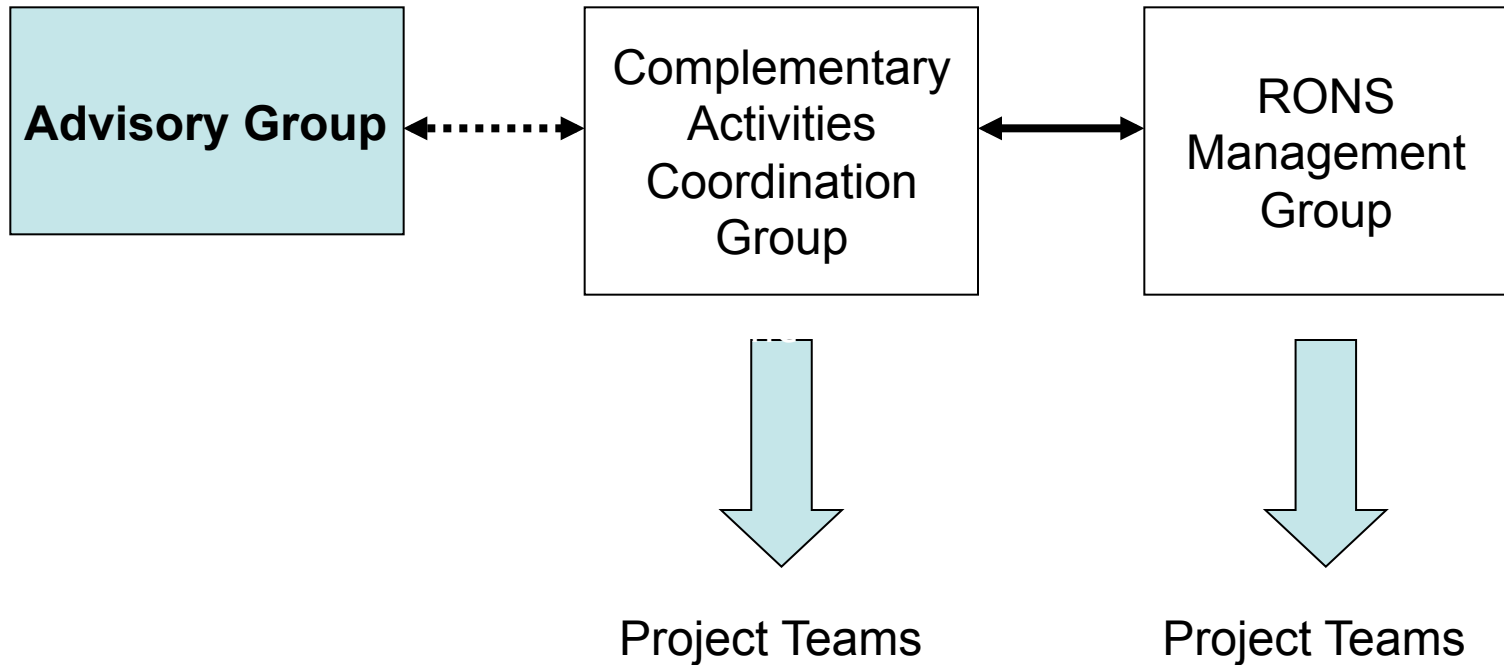 Advisory Group
Complementary
Activities
Coordination
Group
RONS
Management
Group
Project Teams
Project Teams